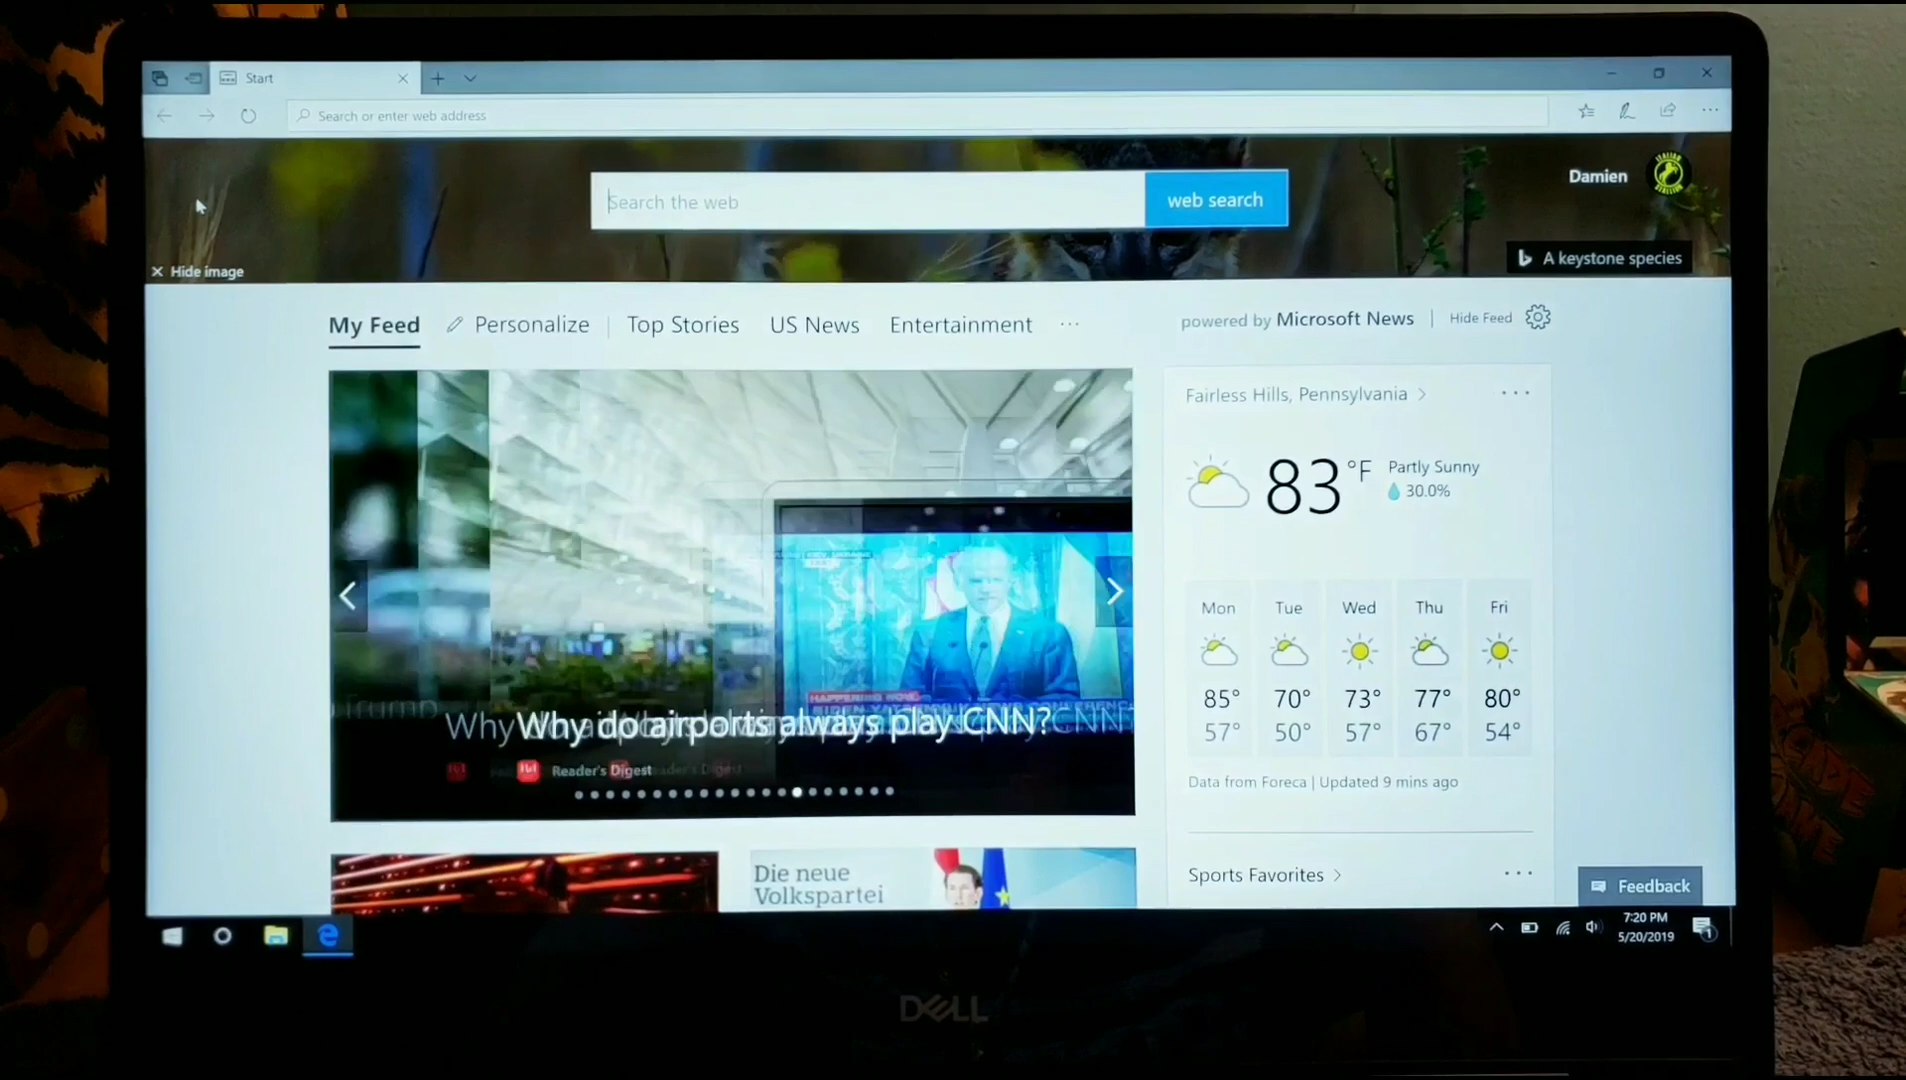 Start
Search or enter web address
Search the web
web search
Damien
Hide image
A keystone species
My Feed
Personalize
Top Stories
US News
Entertainment
powered by Microsoft News
Hide Feed
Fairless Hills, Pennsylvania
83 °F
Partly Sunny
30.0%
Mon Tue Wed Thu Fri
85° 70° 73° 77° 80°
57° 50° 57° 67° 54°
Data from Foreca | Updated 9 mins ago
HAPPENING NOW
Trump
Why do airports always play CNN?
Reader's Digest
Die neue
Volkspartei
Sports Favorites
Feedback
7:20 PM
5/20/2019
1
DELL